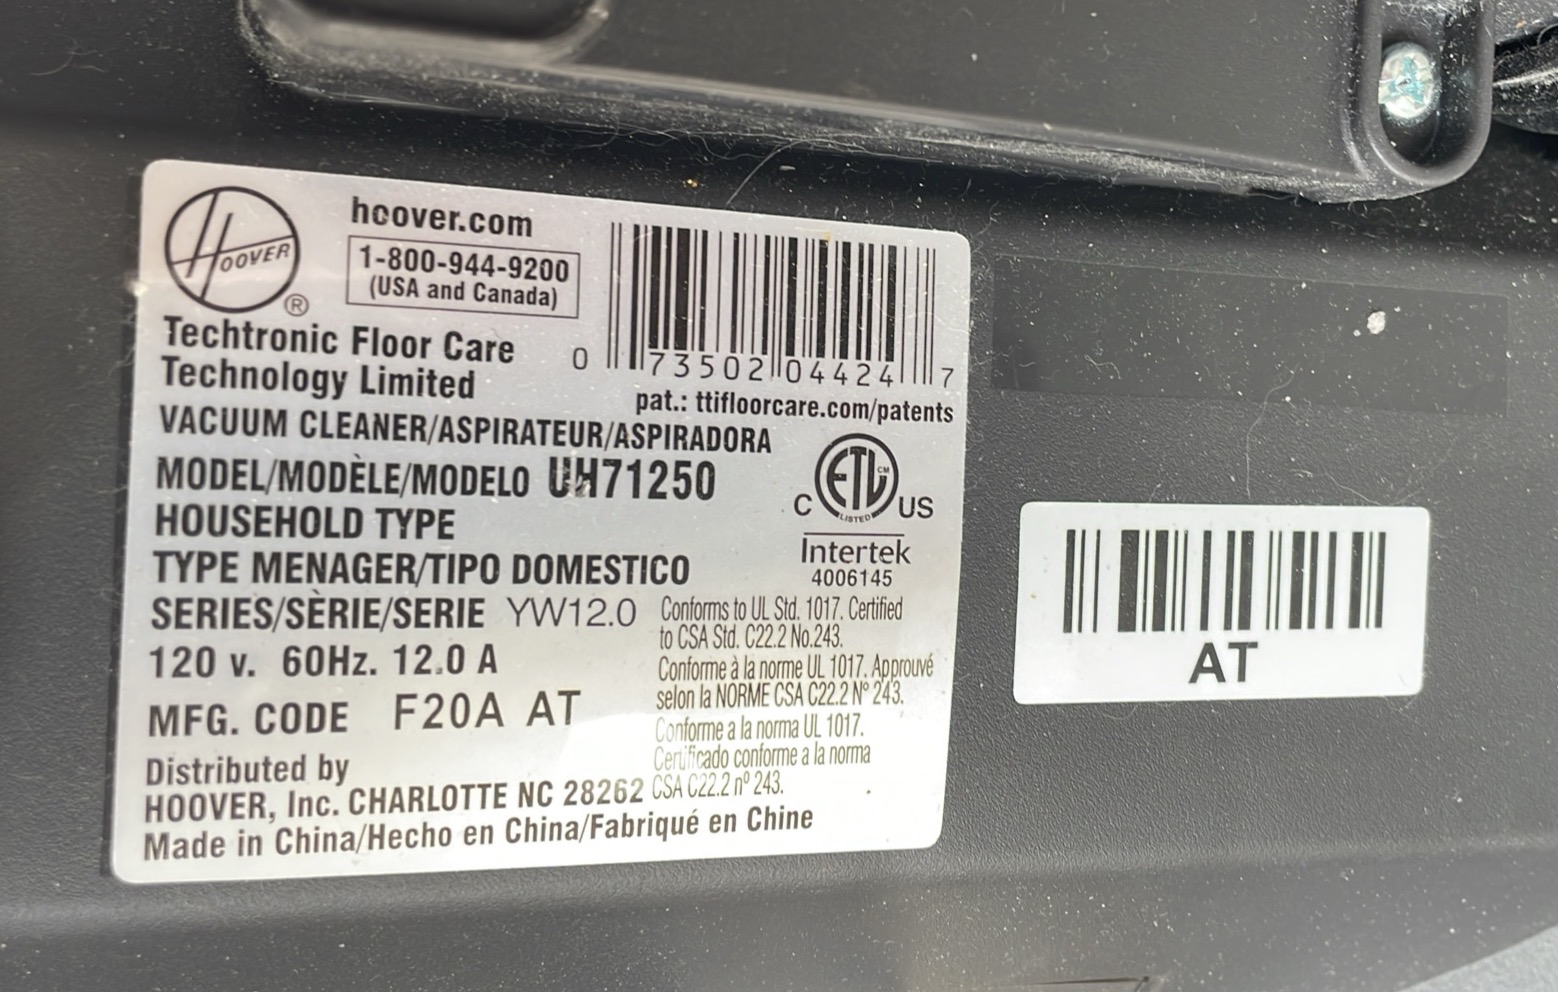 HOOVER
®
hoover.com
1-800-944-9200
(USA and Canada)
0 73502 04424 7
Techtronic Floor Care
Technology Limited
pat.: ttifloorcare.com/patents
VACUUM CLEANER/ASPIRATEUR/ASPIRADORA
MODEL/MODÈLE/MODELO UH71250
HOUSEHOLD TYPE
TYPE MENAGER/TIPO DOMESTICO
SERIES/SÈRIE/SERIE YW12.0
120 v. 60Hz. 12.0 A
MFG. CODE F20A AT
ETL CM
LISTED
C US
Intertek
4006145
Conforms to UL Std. 1017. Certified
to CSA Std. C22.2 No.243.
Conforme à la norme UL 1017. Approuvé
selon la NORME CSA C22.2 N° 243.
Conforme a la norma UL 1017.
Certificado conforme a la norma
CSA C22.2 nº 243.
Distributed by
HOOVER, Inc. CHARLOTTE NC 28262
Made in China/Hecho en China/Fabriqué en Chine
AT